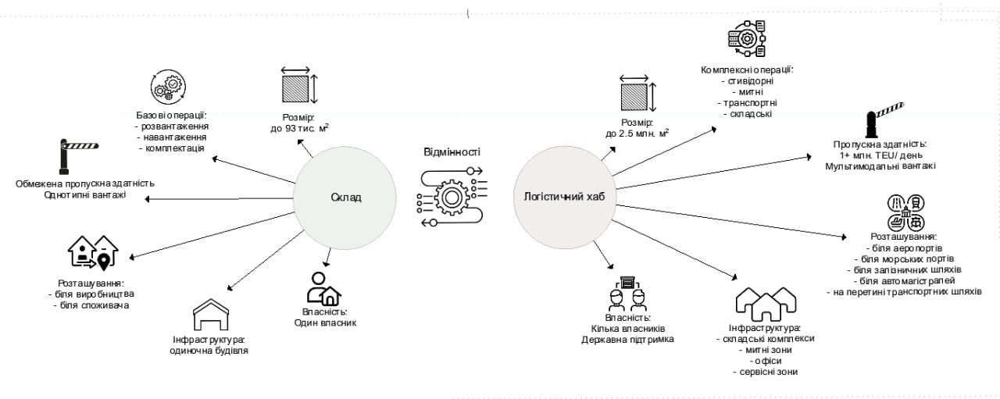 Базові операції:
- розвантаження
- навантаження
- комплектація
Розмір:
до 93 тис. м²
Обмежена пропускна здатність
Однотипні вантажі
Склад
Розташування:
- біля виробництва
- біля споживача
Інфраструктура:
одиночна будівля
Власність:
Один власник
Відмінності
Комплексні операції:
- стивідорні
- митні
- транспортні
- складські
Розмір:
до 2.5 млн. м²
Пропускна здатність:
1+ млн. TEU/ день
Мультимодальні вантажі
Логістичний хаб
Розташування:
- біля аеропортів
- біля морських портів
- біля залізничних шляхів
- біля автомагістралей
- на перетині транспортних шляхів
Власність:
Кілька власників
Державна підтримка
Інфраструктура:
- складські комплекси
- митні зони
- офіси
- сервісні зони